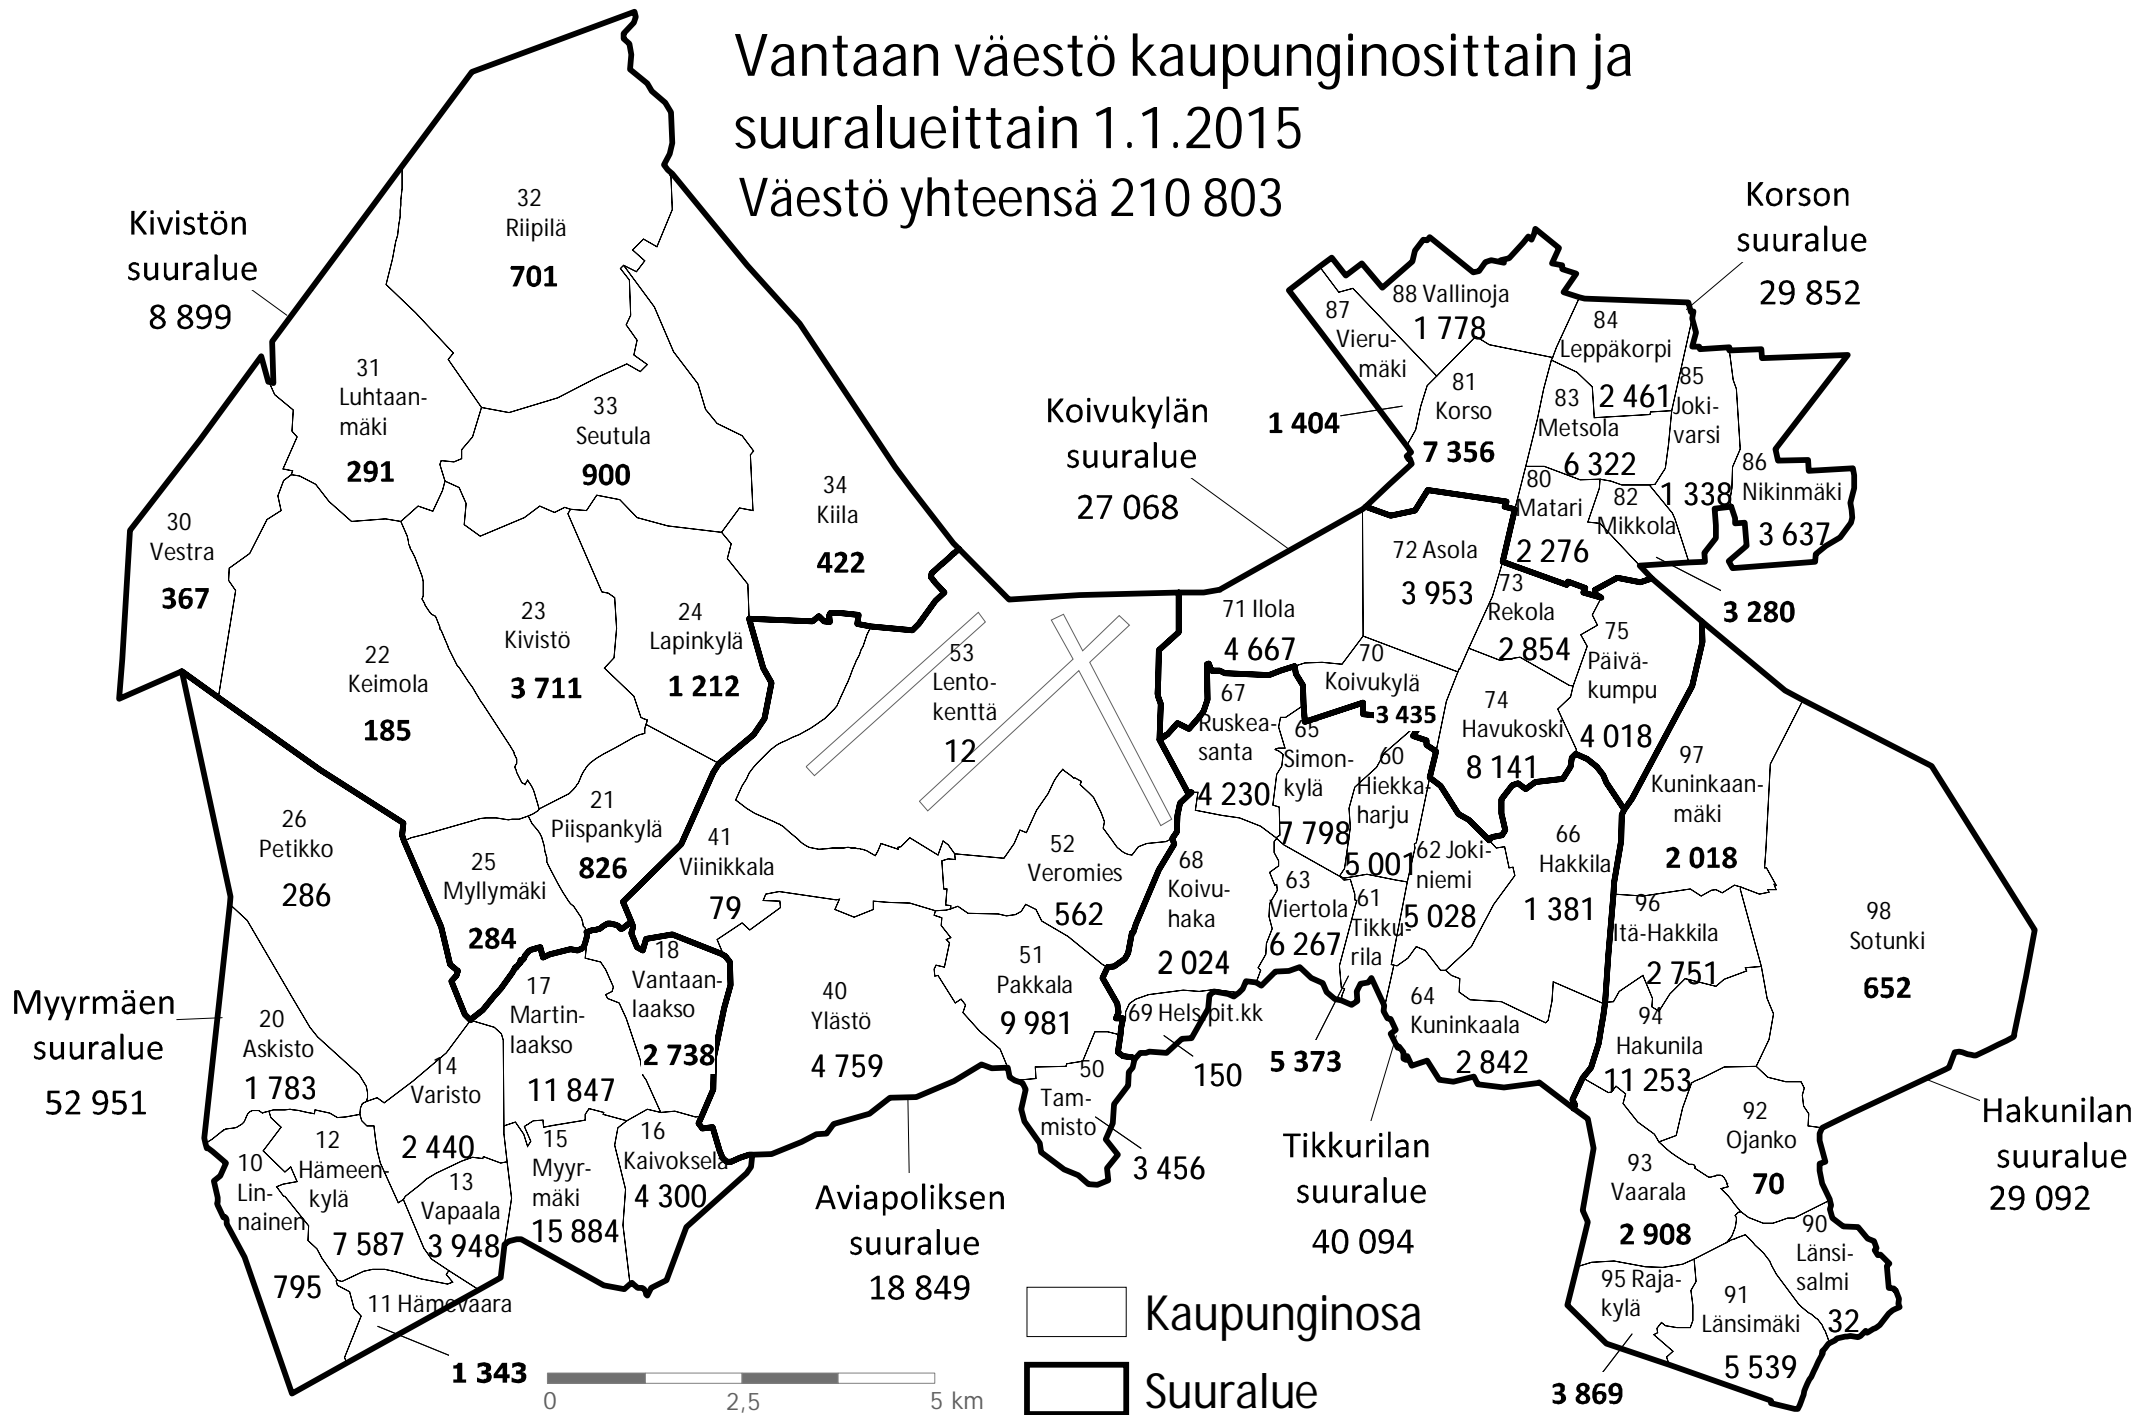 Vantaan väestö kaupunginosittain ja
suuralueittain 1.1.2015
Väestö yhteensä 210 803
Kivistön
suuralue
8 899
32
Riipilä
701
31
Luhtaan-
mäki
291
33
Seutula
900
34
Kiila
422
30
Vestra
367
22
Keimola
185
23
Kivistö
3 711
24
Lapinkylä
1 212
21
Piispankylä
826
25
Myllymäki
284
Myyrmäen
suuralue
52 951
26
Petikko
286
20
Askisto
1 783
17
Martin-
laakso
11 847
18
Vantaan-
laakso
2 738
14
Varisto
2 440
10
Lin-
nainen
795
12
Hämeen-
kylä
7 587
13
Vapaala
3 948
15
Myyr-
mäki
15 884
16
Kaivoksela
4 300
11 Hämevaara
1 343
53
Lento-
kenttä
12
41
Viinikkala
79
52
Veromies
562
51
Pakkala
9 981
40
Ylästö
4 759
50
Tam-
misto
3 456
Aviapoliksen
suuralue
18 849
Korson
suuralue
29 852
88 Vallinoja
1 778
87
Vieru-
mäki
1 404
81
Korso
7 356
84
Leppäkorpi
2 461
83
Metsola
6 322
85
Joki-
varsi
1 338
86
Nikinmäki
3 637
80
Matari
2 276
82
Mikkola
3 280
Koivukylän
suuralue
27 068
72 Asola
3 953
71 Ilola
4 667
73
Rekola
2 854
75
Päivä-
kumpu
4 018
70
Koivukylä
3 435
74
Havukoski
8 141
67
Ruskea-
santa
4 230
65
Simon-
kylä
7 798
60
Hiekka-
harju
5 001
62 Joki-
niemi
5 028
66
Hakkila
1 381
68
Koivu-
haka
2 024
63
Viertola
6 267
61
Tikku-
rila
5 373
69 Hels.pit.kk
150
64
Kuninkaala
2 842
Tikkurilan
suuralue
40 094
97
Kuninkaan-
mäki
2 018
96
Itä-Hakkila
2 751
98
Sotunki
652
94
Hakunila
11 253
92
Ojanko
70
93
Vaarala
2 908
90
Länsi-
salmi
32
95 Raja-
kylä
3 869
91
Länsimäki
5 539
Hakunilan
suuralue
29 092
Kaupunginosa
Suuralue
0 2,5 5 km